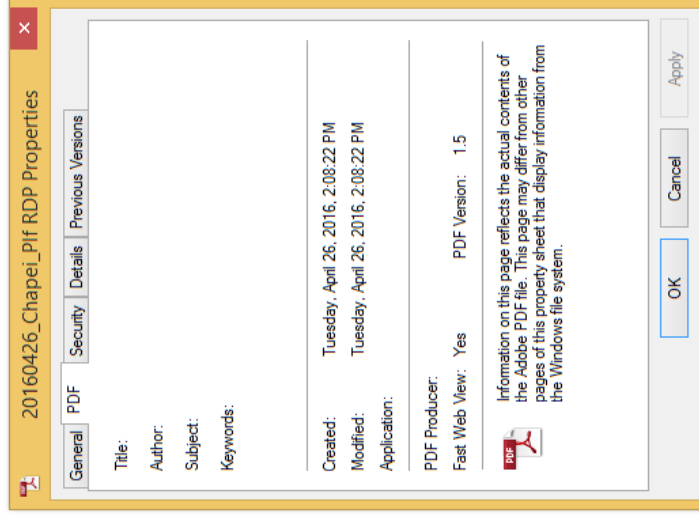 20160426_Chapei_Plf RDP Properties
×
General PDF Security Details Previous Versions
Title:
Author:
Subject:
Keywords:
Created: Tuesday, April 26, 2016, 2:08:22 PM
Modified: Tuesday, April 26, 2016, 2:08:22 PM
Application:
PDF Producer:
Fast Web View: Yes PDF Version: 1.5
PDF
Information on this page reflects the actual contents of
the Adobe PDF file. This page may differ from other
pages of this property sheet that display information from
the Windows file system.
OK Cancel Apply